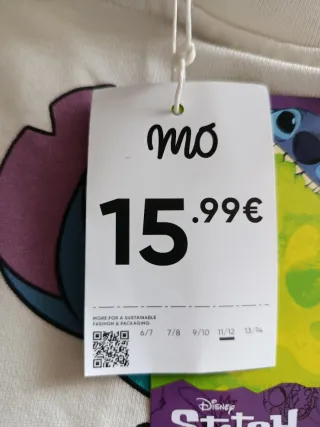 mo
15.99€
MORE FOR A SUSTAINABLE
FASHION & PACKAGING.
6/7 7/8 9/10 11/12 13/14
Disney
Stitch